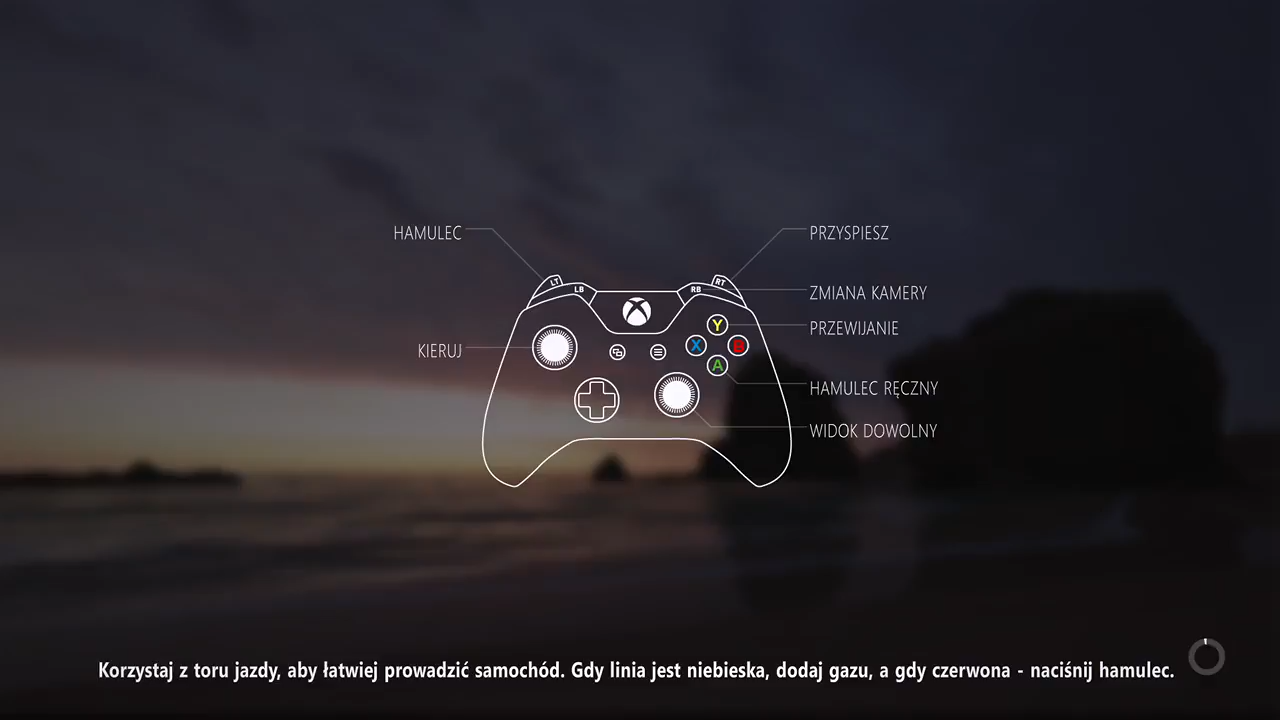 HAMULEC
PRZYSPIESZ
LT
RT
LB
RB
ZMIANA KAMERY
Y
PRZEWIJANIE
KIERUJ
X
B
A
HAMULEC RĘCZNY
WIDOK DOWOLNY
Korzystaj z toru jazdy, aby łatwiej prowadzić samochód. Gdy linia jest niebieska, dodaj gazu, a gdy czerwona - naciśnij hamulec.